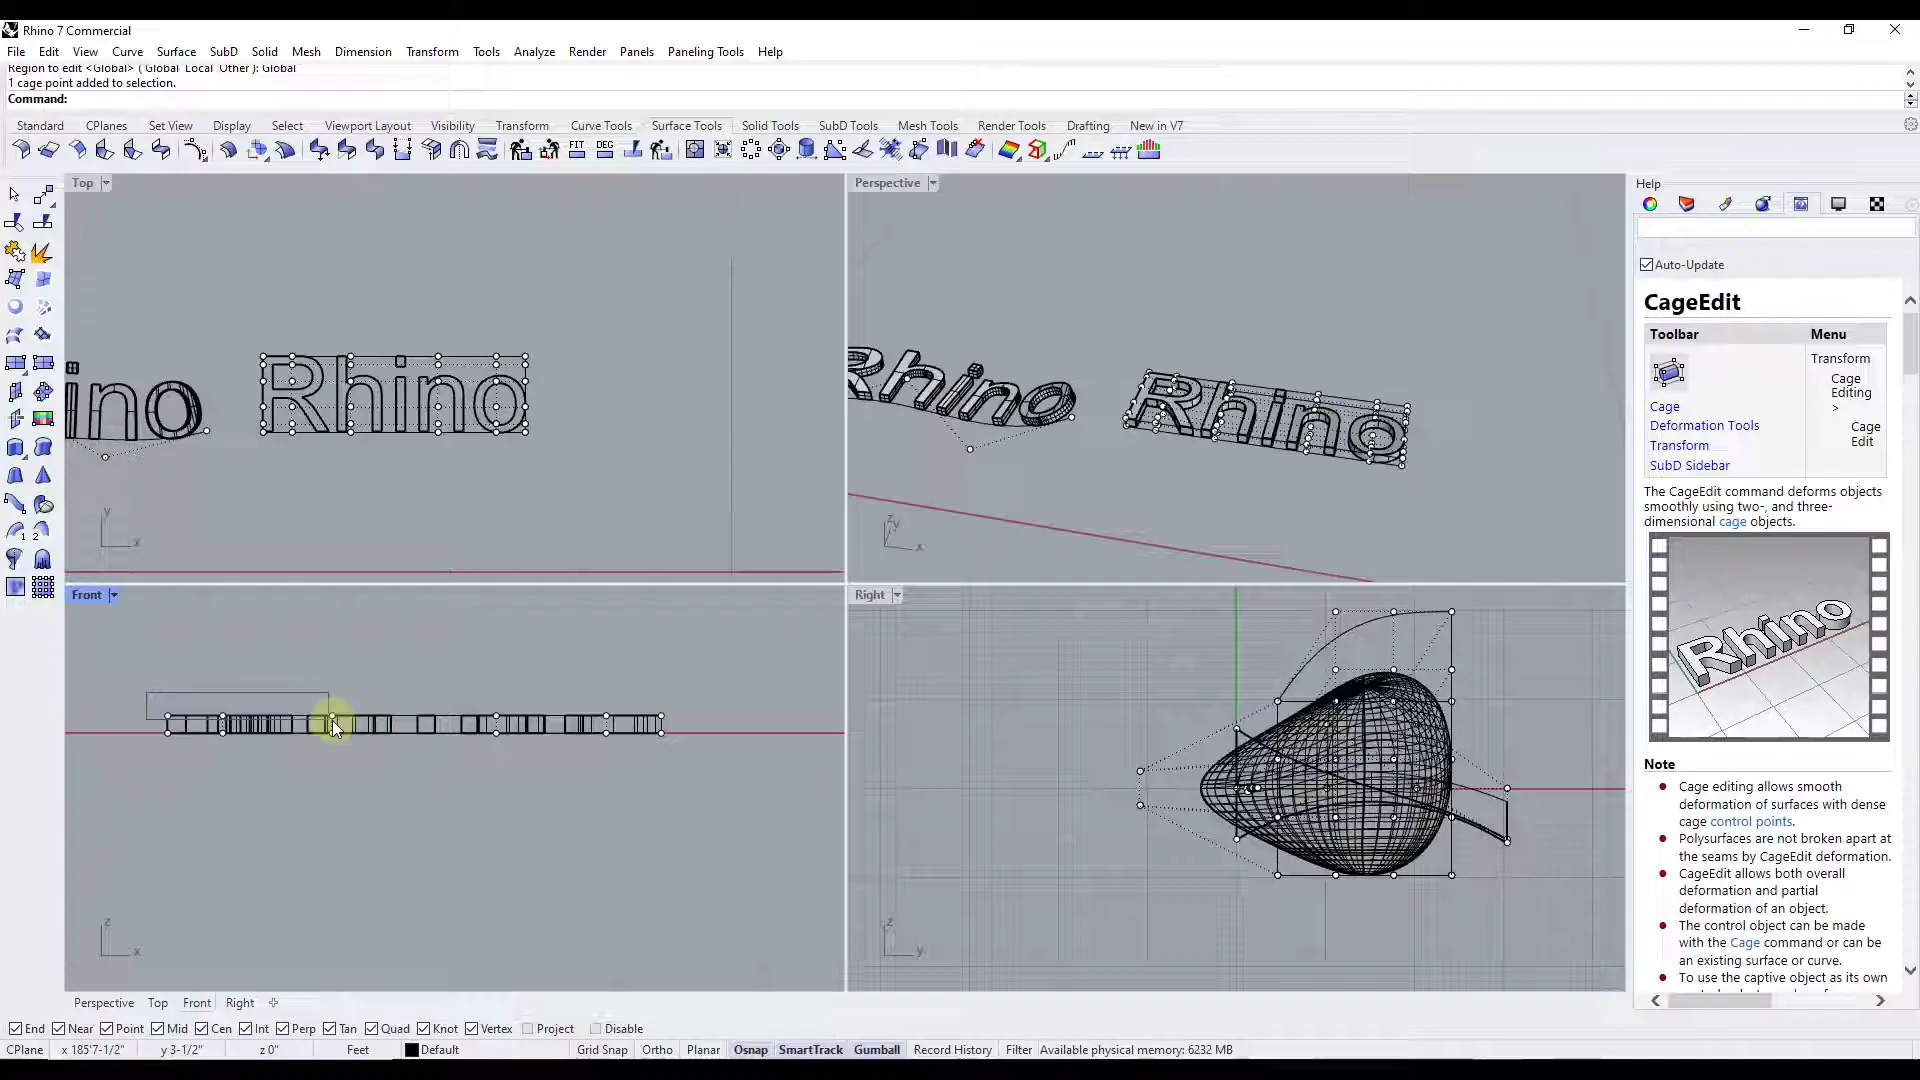 Rhino 7 Commercial
File Edit View Curve Surface SubD Solid Mesh Dimension Transform Tools Analyze Render Panels Paneling Tools Help
Region to edit <Global> ( Global Local Other ): Global
1 cage point added to selection.
Command:
Standard CPlanes Set View Display Select Viewport Layout Visibility Transform Curve Tools Surface Tools Solid Tools SubD Tools Mesh Tools Render Tools Drafting New in V7
FIT DEG
Top
Perspective
Help
Auto-Update
CageEdit
Toolbar Menu
Transform
Cage
Editing
>
Cage
Edit
Cage
Deformation Tools
Transform
SubD Sidebar
The CageEdit command deforms objects
smoothly using two-, and three-
dimensional cage objects.
Rhino
Note
Cage editing allows smooth
deformation of surfaces with dense
cage control points.
Polysurfaces are not broken apart at
the seams by CageEdit deformation.
CageEdit allows both overall
deformation and partial
deformation of an object.
The control object can be made
with the Cage command or can be
an existing surface or curve.
To use the captive object as its own
ino Rhino
y x
Rhino Rhino
z y x
Front
z x
Right
z y
1 2
Perspective Top Front Right
End Near Point Mid Cen Int Perp Tan Quad Knot Vertex Project Disable
CPlane x 185'7-1/2" y 3-1/2" z 0" Feet Default Grid Snap Ortho Planar Osnap SmartTrack Gumball Record History Filter Available physical memory: 6232 MB